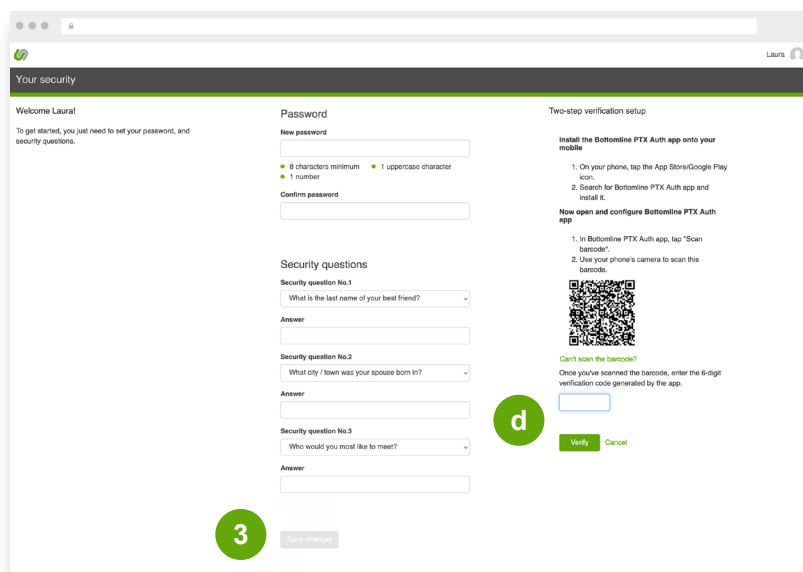 Laura
Your security
Welcome Laura!
To get started, you just need to set your password, and
security questions.
Password
New password
8 characters minimum
1 uppercase character
1 number
Confirm password
Security questions
Security question No.1
What is the last name of your best friend?
Answer
Security question No.2
What city / town was your spouse born in?
Answer
Security question No.3
Who would you most like to meet?
Answer
3
Save changes
Two-step verification setup
Install the Bottomline PTX Auth app onto your
mobile
1. On your phone, tap the App Store/Google Play
icon.
2. Search for Bottomline PTX Auth app and
install it.
Now open and configure Bottomline PTX Auth
app
1. In Bottomline PTX Auth app, tap "Scan
barcode".
2. Use your phone's camera to scan this
barcode.
Can't scan the barcode?
Once you've scanned the barcode, enter the 6-digit
verification code generated by the app.
d
Verify Cancel